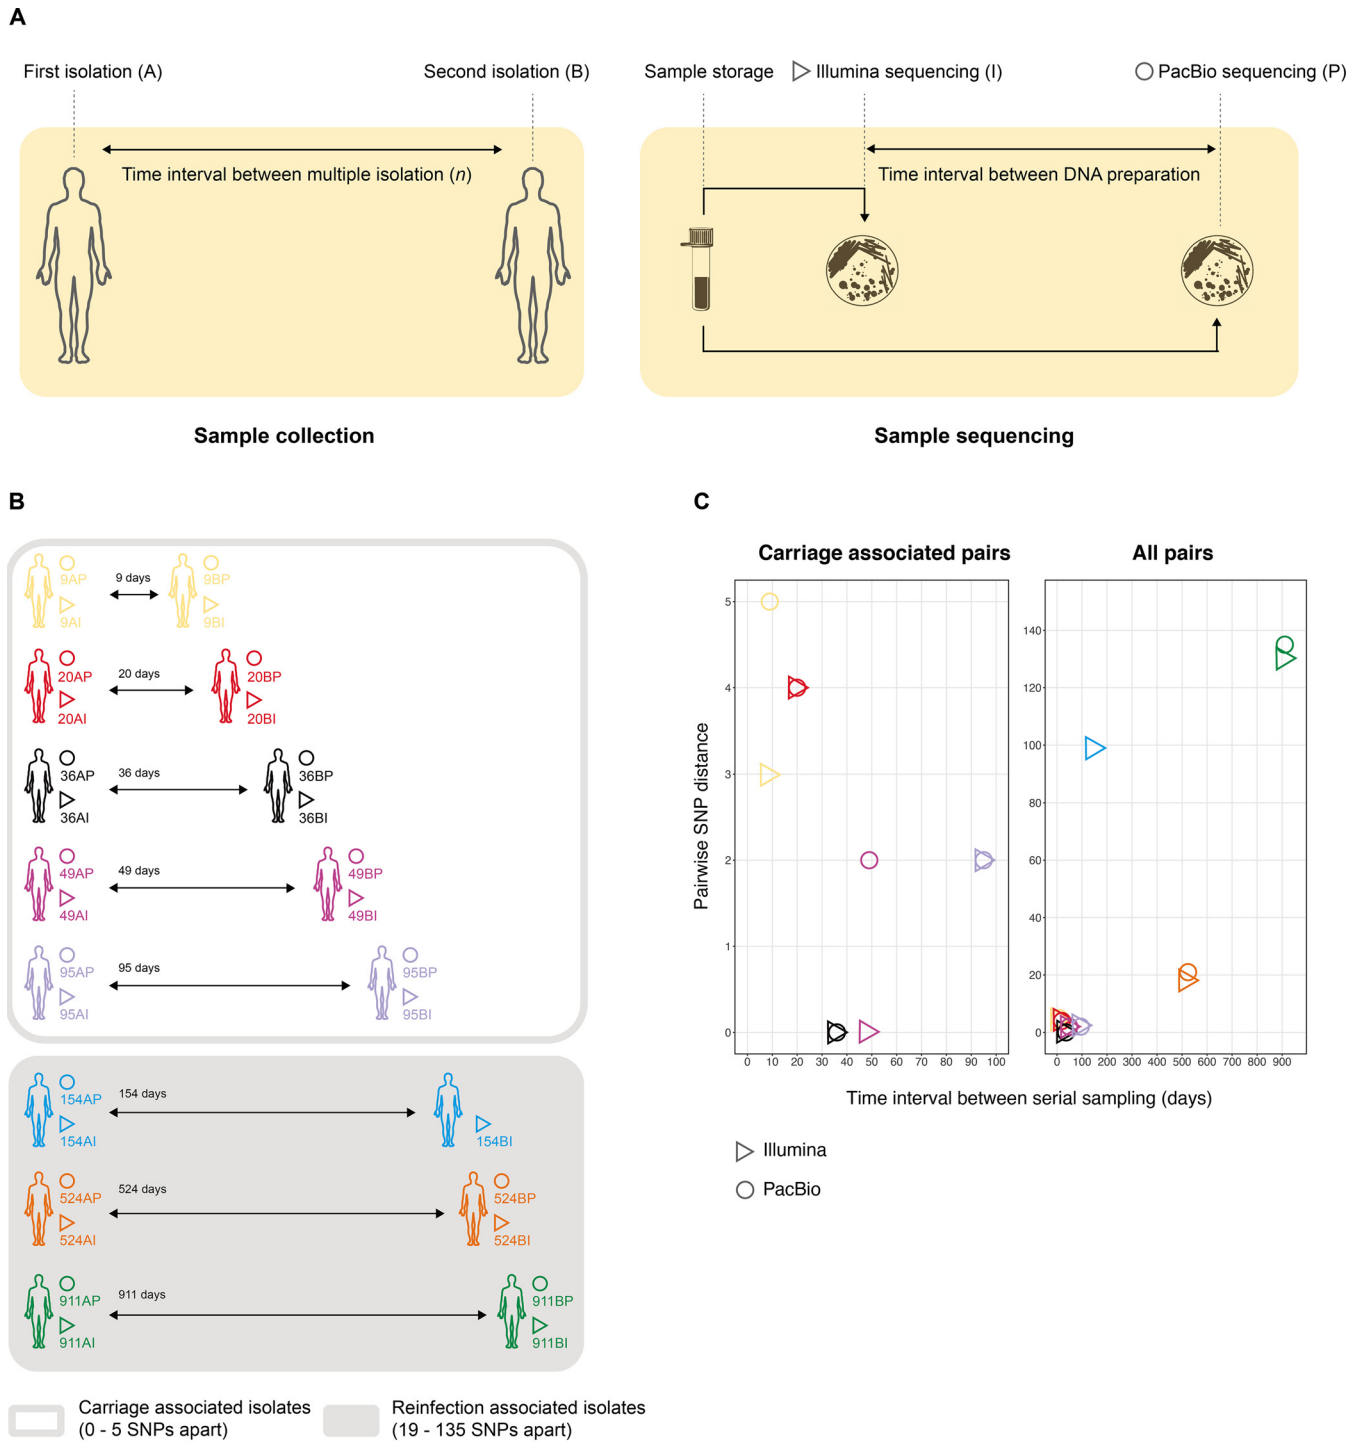 A
First isolation (A)
Second isolation (B)
Sample storage
Illumina sequencing (I)
PacBio sequencing (P)
Time interval between multiple isolation (n)
Time interval between DNA preparation
Sample collection
Sample sequencing
B
9AP
9AI
9 days
9BP
9BI
20AP
20AI
20 days
20BP
20BI
36AP
36AI
36 days
36BP
36BI
49AP
49AI
49 days
49BP
49BI
95AP
95AI
95 days
95BP
95BI
154AP
154AI
154 days
154BI
524AP
524AI
524 days
524BP
524BI
911AP
911AI
911 days
911BP
911BI
Carriage associated isolates
(0 - 5 SNPs apart)
Reinfection associated isolates
(19 - 135 SNPs apart)
C
Carriage associated pairs
All pairs
Pairwise SNP distance
5
4
3
2
1
0
0 10 20 30 40 50 60 70 80 90 100
140
120
100
80
60
40
20
0
0 100 200 300 400 500 600 700 800 900
Time interval between serial sampling (days)
Illumina
PacBio